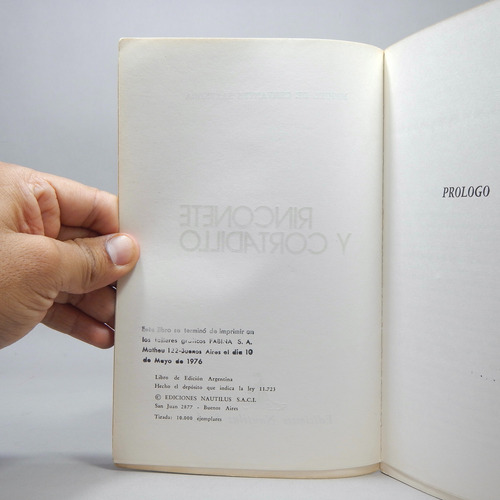 RINCONETE
Y CORTADILLO
Este libro se terminó de imprimir en
los talleres gráficos PABINA S. A.
Matheu 122-Buenos Aires el día 10
de Mayo de 1976
Libro de Edición Argentina
Hecho el depósito que indica la ley 11.723
© EDICIONES NAUTILUS S.A.C.I.
San Juan 2877 - Buenos Aires
Tirada: 10.000 ejemplares
PROLOGO